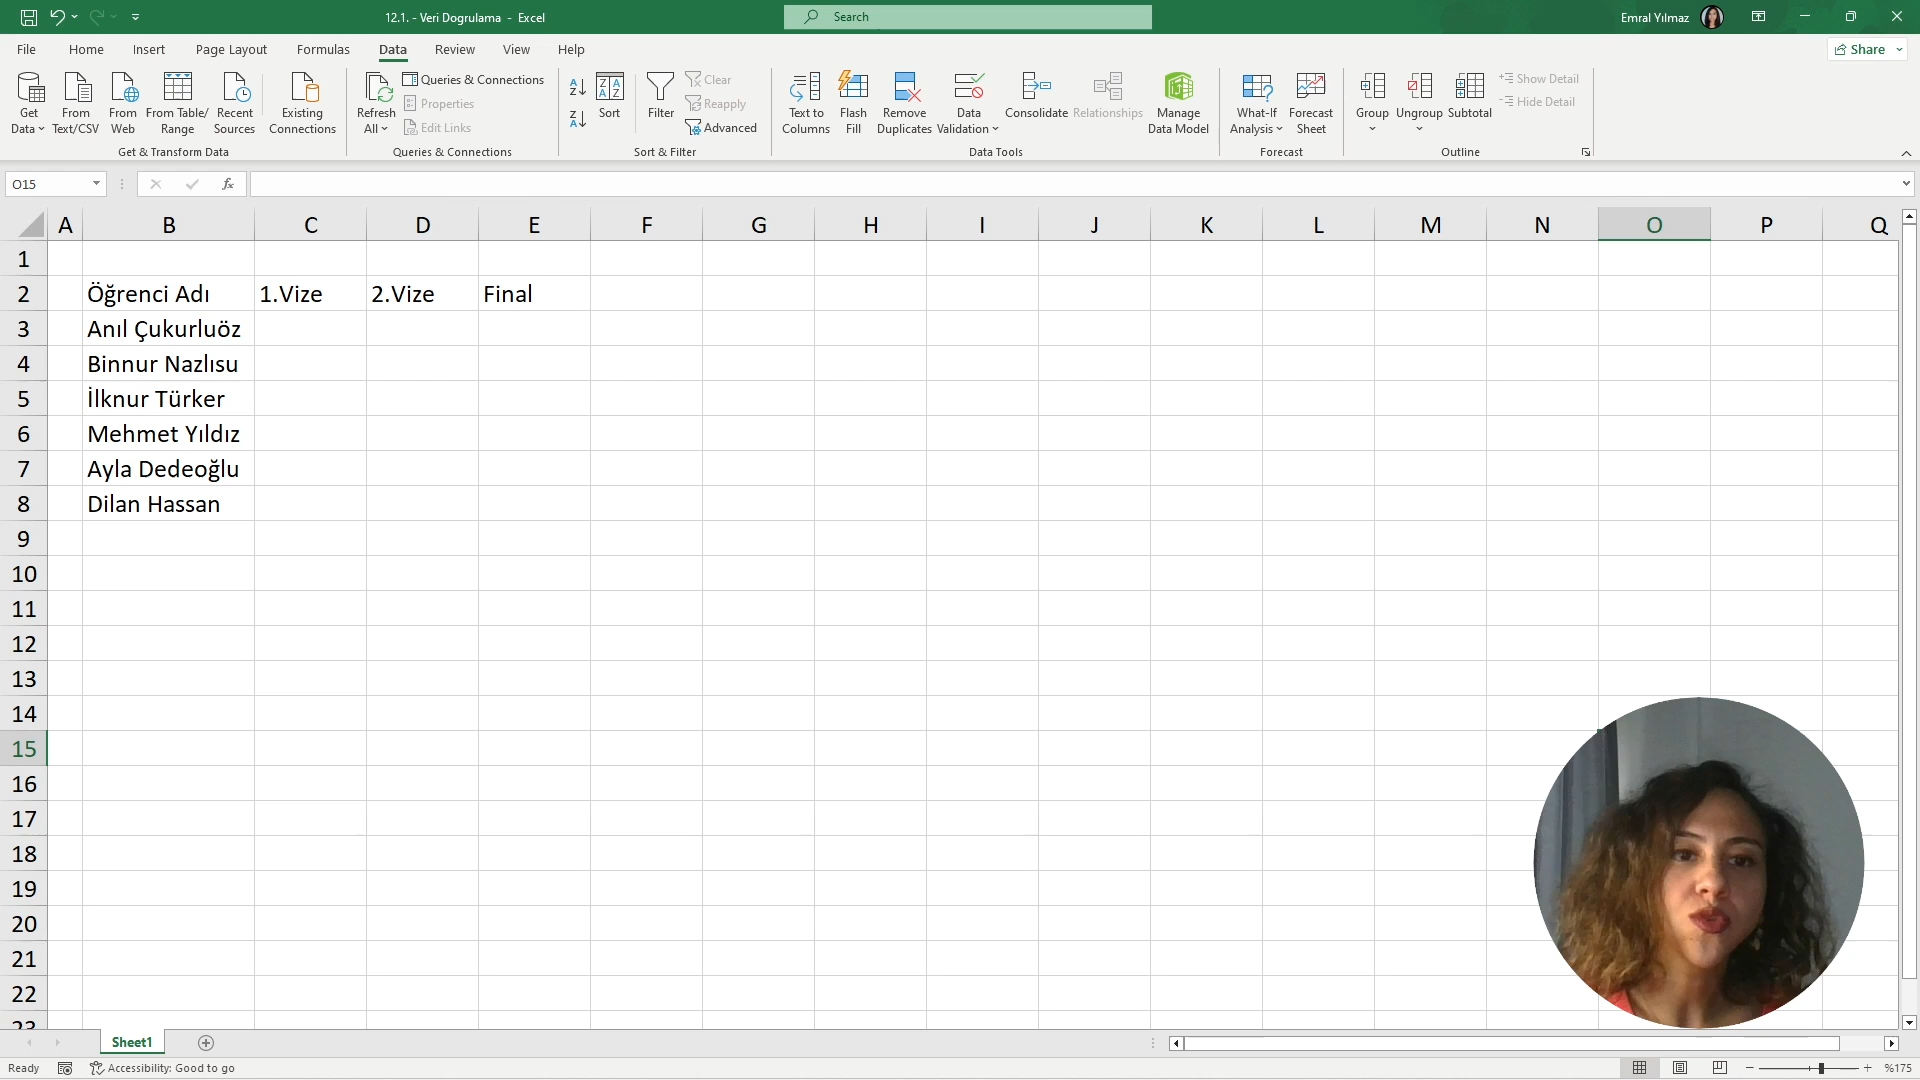 12.1. - Veri Dogrulama - Excel
Search
Emral Yılmaz
File Home Insert Page Layout Formulas Data Review View Help
Share
Get Data
From Text/CSV
From Web
From Table/ Range
Recent Sources
Existing Connections
Get & Transform Data
Refresh All
Queries & Connections
Properties
Edit Links
Queries & Connections
Sort
Filter
Clear
Reapply
Advanced
Sort & Filter
Text to Columns
Flash Fill
Remove Duplicates
Data Validation
Consolidate
Relationships
Manage Data Model
Data Tools
What-If Analysis
Forecast Sheet
Forecast
Group
Ungroup
Subtotal
Show Detail
Hide Detail
Outline
O15
fx
A B C D E F G H I J K L M N O P Q
1
2 Öğrenci Adı 1.Vize 2.Vize Final
3 Anıl Çukurluöz
4 Binnur Nazlısu
5 İlknur Türker
6 Mehmet Yıldız
7 Ayla Dedeoğlu
8 Dilan Hassan
9
10
11
12
13
14
15
16
17
18
19
20
21
22
23
Sheet1
Ready
Accessibility: Good to go
%175